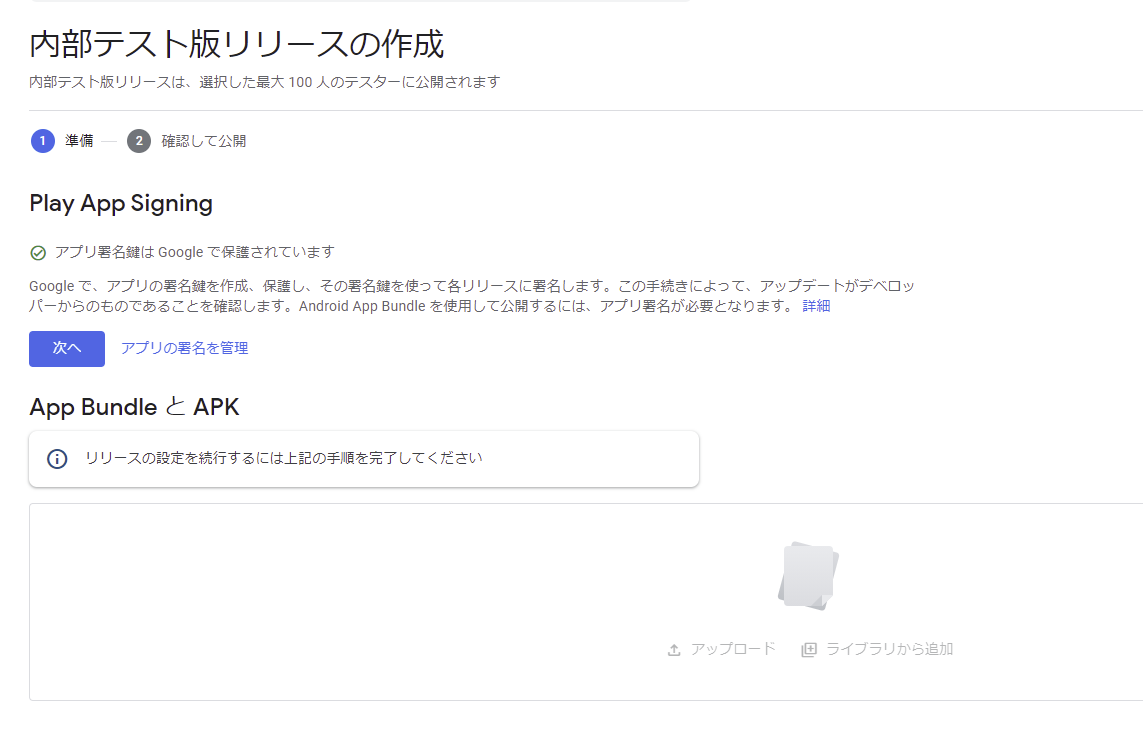 内部テスト版リリースの作成
内部テスト版リリースは、選択した最大 100 人のテスターに公開されます
1 準備 2 確認して公開
Play App Signing
アプリ署名鍵は Google で保護されています
Google で、アプリの署名鍵を作成、保護し、その署名鍵を使って各リリースに署名します。この手続きによって、アップデートがデベロッ
パーからのものであることを確認します。Android App Bundle を使用して公開するには、アプリ署名が必要となります。 詳細
次へ アプリの署名を管理
App Bundle と APK
リリースの設定を続行するには上記の手順を完了してください
アップロード ライブラリから追加